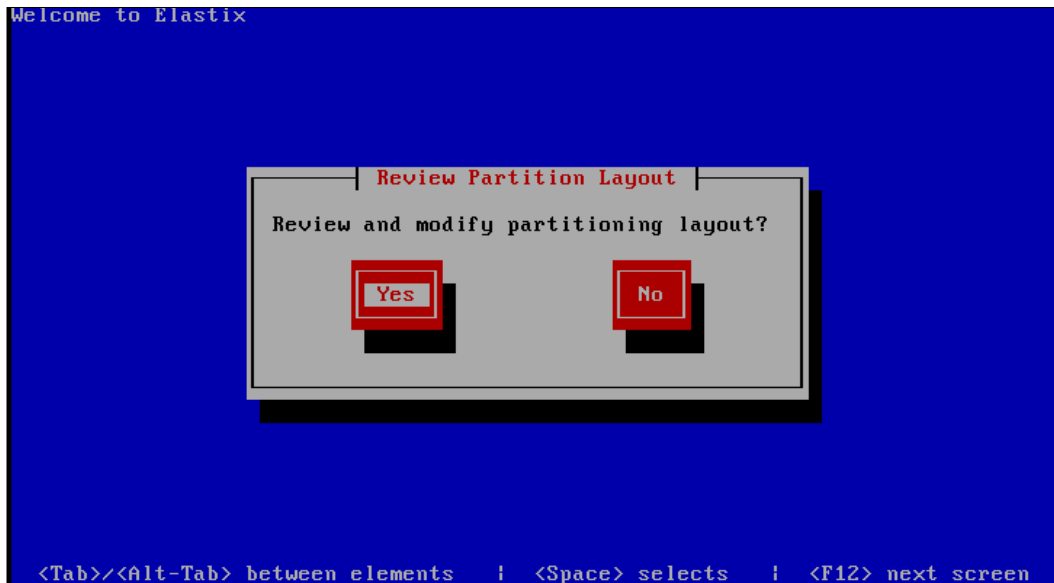 Welcome to Elastix
Review Partition Layout
Review and modify partitioning layout?
Yes No
<Tab>/<Alt-Tab> between elements | <Space> selects | <F12> next screen